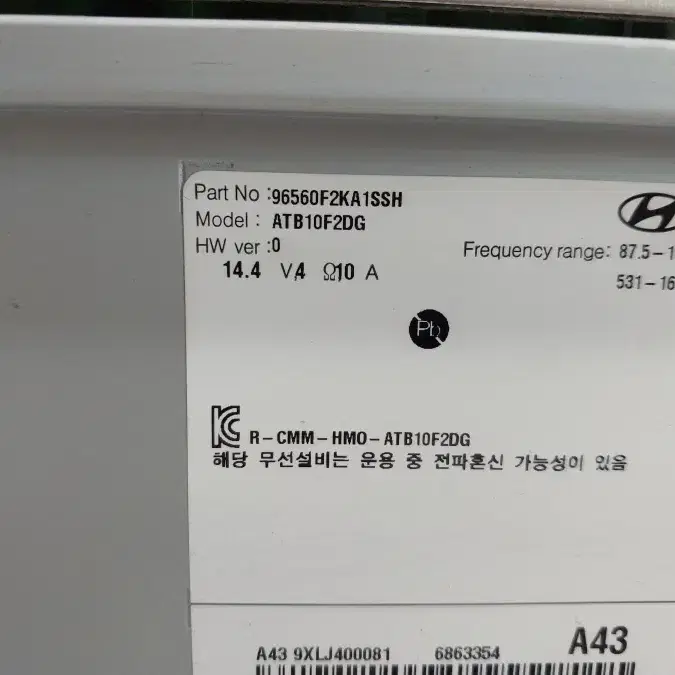 Part No :96560F2KA1SSH
Model : ATB10F2DG
HW ver :0
14.4 V,4 Ω10 A
Frequency range: 87.5-1
531-16
Pb
R-CMM-HMO-ATB10F2DG
해당 무선설비는 운용 중 전파혼신 가능성이 있음
A43 9XLJ400081 6863354 A43